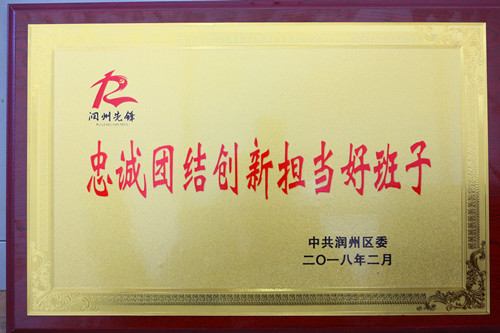 润州先锋
忠诚团结创新担当好班子
中共润州区委
二〇一八年二月